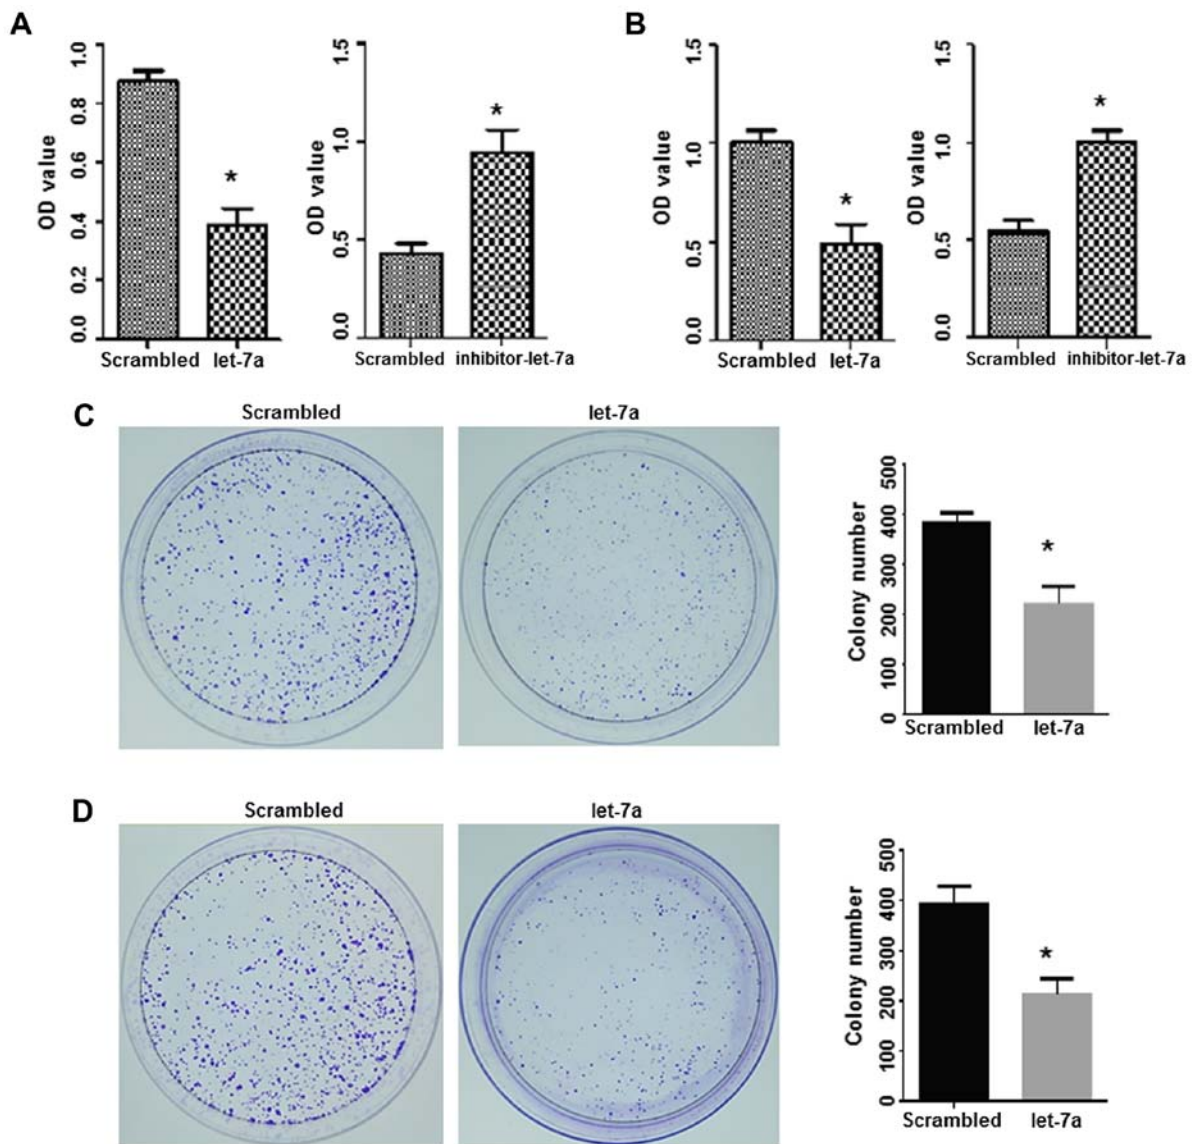 A
B
OD value
0.0
0.2
0.4
0.6
0.8
1.0
*
Scrambled let-7a
OD value
0.0
0.5
1.0
1.5
*
Scrambled inhibitor-let-7a
OD value
0.0
0.5
1.0
1.5
*
Scrambled let-7a
OD value
0.0
0.5
1.0
1.5
*
Scrambled inhibitor-let-7a
C
Scrambled
let-7a
Colony number
0
100
200
300
400
500
*
Scrambled let-7a
D
Scrambled
let-7a
Colony number
0
100
200
300
400
500
*
Scrambled let-7a